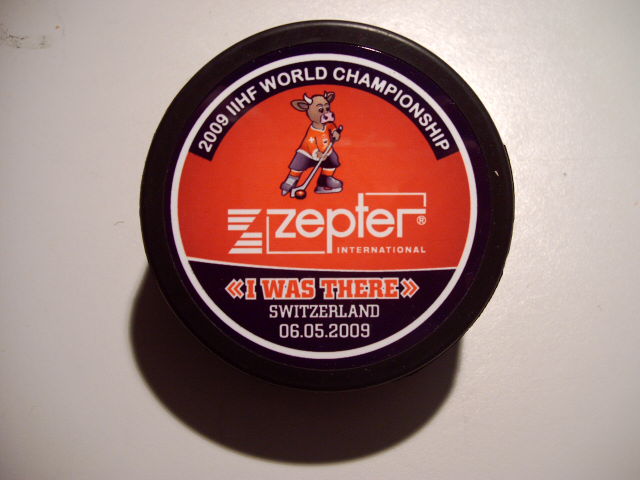 2009 IIHF WORLD CHAMPIONSHIP
zepter®
INTERNATIONAL
«I WAS THERE»
SWITZERLAND
06.05.2009